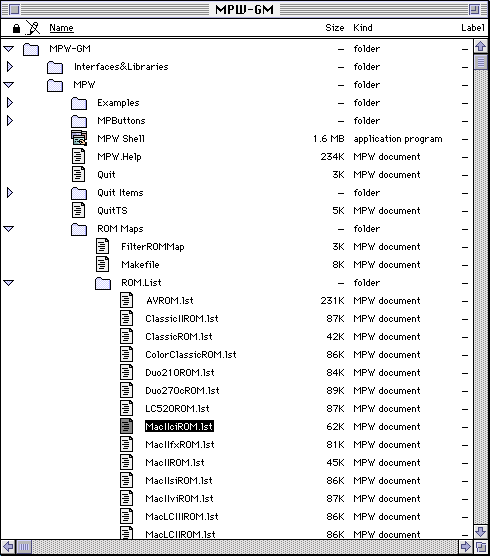 MPW-GM
Name Size Kind Label
MPW-GM – folder –
Interfaces&Libraries – folder –
MPW – folder –
Examples – folder –
MPButtons – folder –
MPW Shell 1.6 MB application program –
MPW.Help 234K MPW document –
Quit 3K MPW document –
Quit Items – folder –
QuitTS 5K MPW document –
ROM Maps – folder –
FilterROMMap 3K MPW document –
Makefile 8K MPW document –
ROM.List – folder –
AVROM.lst 231K MPW document –
ClassicIIROM.lst 87K MPW document –
ClassicROM.lst 42K MPW document –
ColorClassicROM.lst 86K MPW document –
Duo210ROM.lst 84K MPW document –
Duo270cROM.lst 89K MPW document –
LC520ROM.lst 87K MPW document –
MacIIciROM.lst 62K MPW document –
MacIIfxROM.lst 81K MPW document –
MacIIROM.lst 45K MPW document –
MacIIsiROM.lst 86K MPW document –
MacIIviROM.lst 87K MPW document –
MacLCIIIROM.lst 86K MPW document –
MacLCIIROM.lst 86K MPW document –